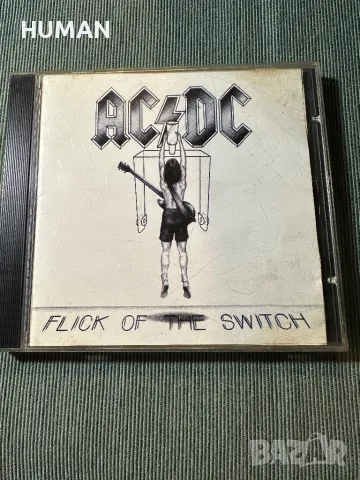 HUMAN
AC⚡DC
FLICK OF THE SWITCH
BAZAR